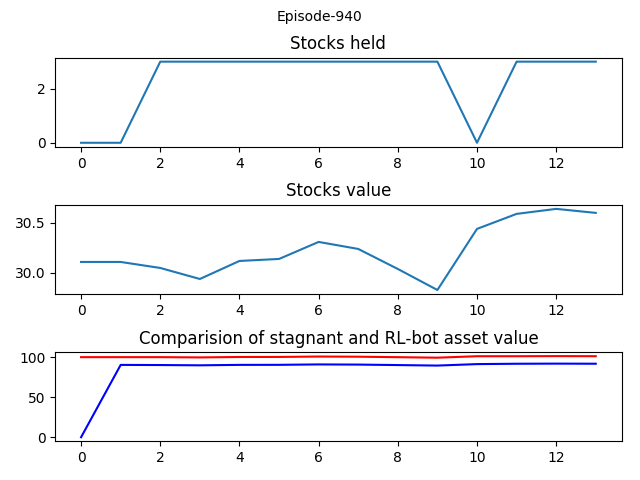 Episode-940
Stocks held
2
0
0 2 4 6 8 10 12
Stocks value
30.5
30.0
0 2 4 6 8 10 12
Comparision of stagnant and RL-bot asset value
100
50
0
0 2 4 6 8 10 12